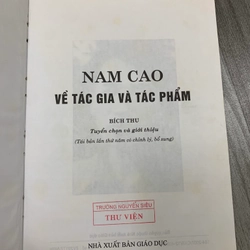 NAM CAO
VỀ TÁC GIA VÀ TÁC PHẨM
BÍCH THU
Tuyển chọn và giới thiệu
(Tái bản lần thứ năm có chỉnh lý, bổ sung)
TRƯỜNG NGUYỄN SIÊU
THƯ VIỆN
NHÀ XUẤT BẢN GIÁO DỤC